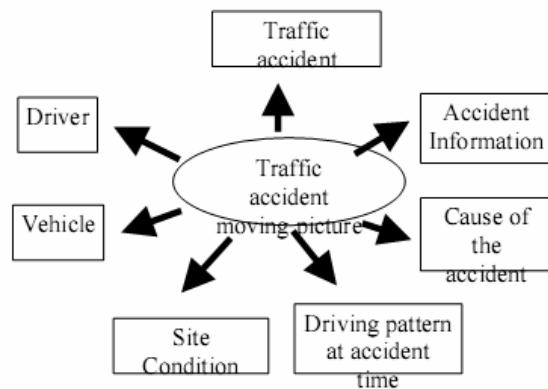 Traffic
accident
Driver
Accident
Information
Traffic
accident
moving picture
Vehicle
Cause of
the
accident
Site
Condition
Driving pattern
at accident
time